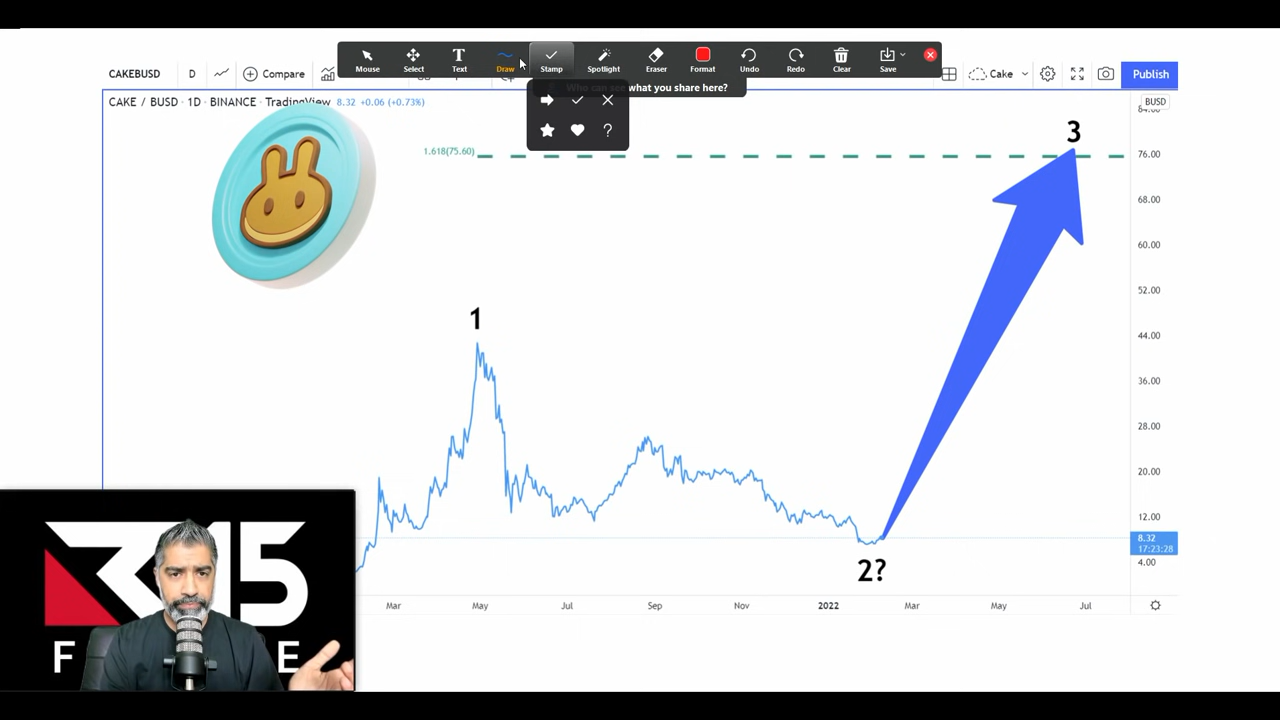 Mouse Select Text Draw Stamp Spotlight Eraser Format Undo Redo Clear Save
CAKEBUSD D Compare Cake Publish
what you share here?
CAKE / BUSD · 1D · BINANCE · TradingView 8.32 +0.06 (+0.73%)
BUSD
?
3
1.618(75.60)
76.00
68.00
60.00
52.00
1
44.00
36.00
28.00
20.00
12.00
8.32
17:23:28
4.00
2?
Mar May Jul Sep Nov 2022 Mar May Jul
R45
F E